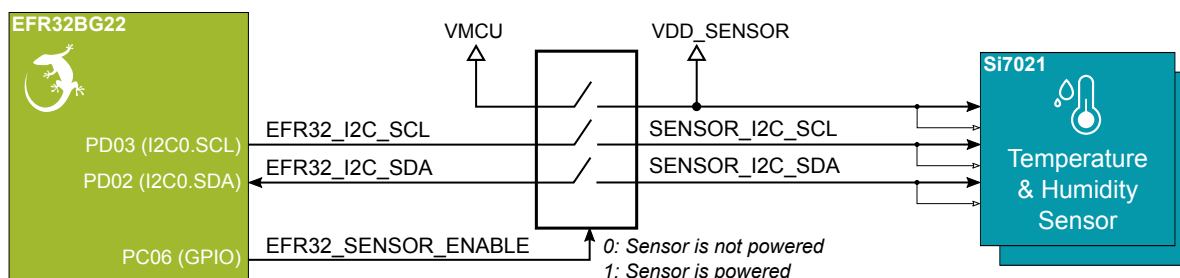 EFR32BG22
VMCU
VDD_SENSOR
Si7021
PD03 (I2C0.SCL)
EFR32_I2C_SCL
SENSOR_I2C_SCL
PD02 (I2C0.SDA)
EFR32_I2C_SDA
SENSOR_I2C_SDA
Temperature
& Humidity
Sensor
PC06 (GPIO)
EFR32_SENSOR_ENABLE
0: Sensor is not powered
1: Sensor is powered